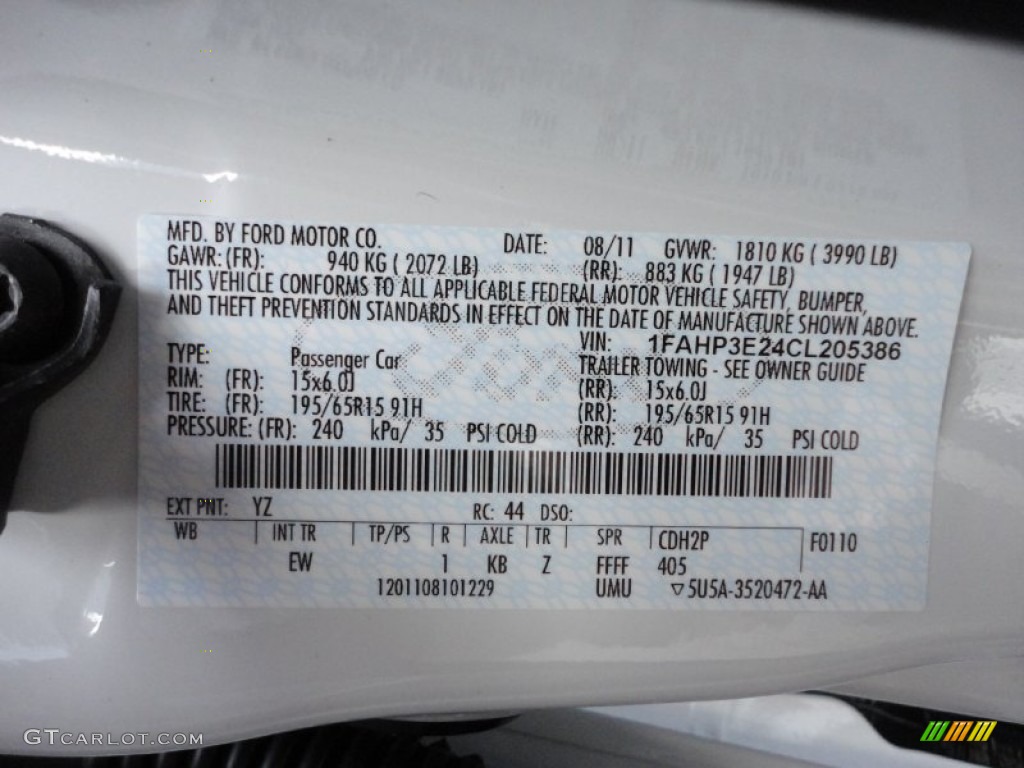 MFD. BY FORD MOTOR CO. DATE: 08/11 GVWR: 1810 KG ( 3990 LB)
GAWR: (FR): 940 KG ( 2072 LB) (RR): 883 KG ( 1947 LB)
THIS VEHICLE CONFORMS TO ALL APPLICABLE FEDERAL MOTOR VEHICLE SAFETY, BUMPER,
AND THEFT PREVENTION STANDARDS IN EFFECT ON THE DATE OF MANUFACTURE SHOWN ABOVE.
VIN: 1FAHP3E24CL205386
TYPE: Passenger Car TRAILER TOWING - SEE OWNER GUIDE
RIM: (FR): 15x6.0J (RR): 15x6.0J
TIRE: (FR): 195/65R15 91H (RR): 195/65R15 91H
PRESSURE: (FR): 240 kPa/ 35 PSI COLD (RR): 240 kPa/ 35 PSI COLD
EXT PNT: YZ RC: 44 DSO:
WB INT TR TP/PS R AXLE TR SPR CDH2P F0110
EW 1 KB Z FFFF 405
1201108101229 UMU ▽5U5A-3520472-AA
GTCARLOT.COM